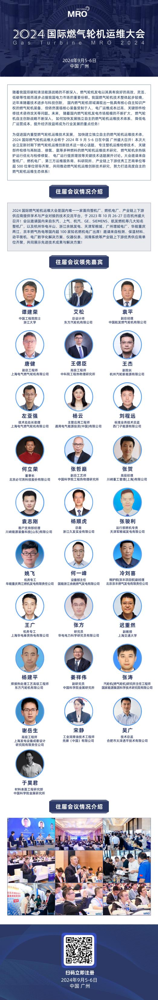 GAS TURBINE
MRO
2024国际燃气轮机运维大会
Gas Turbine MRO 2024
2024年9月5-6日
中国 广州
随着我国双碳和清洁能源战略的不断深入，燃气轮机发电以其具有良好的高效、灵活、
低碳等性能而逐步占据我国电力市场的重要份额。我国燃气轮机技术整体起步较晚，
近年来随着技术进步与科技创新， 国内燃气轮机领域涌现出一批具有核心自主知识产
权的燃气轮机装备，但依然面临核心装备受制于人，电厂运维成本过高、关键部件检
修技术亟待攻关等问题。未来，随着国内燃气轮机发电市场规模的不断扩大， 燃气轮
机自主创新战略不断深入，如何加快发展独立自主的燃气轮机运维技术体系、降低电
厂运营成本，提升经济效益将成为行业发展的重点任务！
为促进国内重型燃气轮机运维技术发展， 加快建立独立自主的燃气轮机运维技术体，
2024 国际燃气轮机运维大会将于 2024 年 9 月 5-6 日在中国 广州盛大召开！本次大
会立足新时期下燃气轮机运维创新技术这一核心话题，专注整机运维检修技术、关键
部件检修与再制造、掺氢、氨等多种燃料的燃气轮机运维技术研究、燃气轮机余热锅
炉运行优化与检修修复、 电厂运行提质增效等关键技术话题展开讨论。大会邀请来自
整机厂、燃机电厂、第三方运维服务商、科研院所、产业链上下游优秀工艺商单位等
超 500 位单位领导齐聚，共同推动燃气轮机运维创新技术研究，努力打造高度自主的
燃气轮机运维生态体系！
往届会议情况介绍
2024 国际燃气轮机运维大会是国内唯一一家面向整机厂、燃机电厂、产业链上下游
供应商提供学术与产业对接的技术交流平台，于 2023 年 10 月 26-27 日在杭州盛大
召开！会议邀请国内来自东汽、上气、杭汽、GE、SIEMENS、航发燃机等几大知名
整机厂，以及杭州华电半山、浙江余姚发电、天津军粮城、广州增城电厂、华能重庆
两江、京丰燃气热电等国内超 100 家知名燃机电厂出席！邀请来自检测、保温材料、
动平衡机、电厂数字化解决方案、仪器仪表、润滑系统等产业链上下游优秀供应商单
位齐聚，共同展示先进技术成果与解决方案！
往届会议领先嘉宾
谭建荣
中国工程院院士
浙江大学
艾松
总设计师
东方汽轮机有限公司
袁平
副总经理
中国航发燃气轮机有限公司
唐健
副总工程师
上海电气燃气轮机有限公司
王偲臣
高级工程师
中科院工程热物理研究所
王杰
副院长
杭州汽轮新能源有限公司
左亚强
技术处处长助理
上海电气燃气轮机有限公司
杨云
主管应用工程师
通用电气能源投资(中国)有限公司
刘程远
标准业务技术总监
西门子能源有限公司
何立荣
董事长
北京必可测科技股份有限公司
张哲巅
副总工艺师
中国科学院工程热物理研究所
张贺
高级经理
川崎重工管理(上海)有限公司
袁志刚
客户支持部经理
川崎能源装备科技(山东)有限公司
杨顺虎
总裁
浙江久发实业有限公司
张骏利
运行部燃机专责
天津军粮城发电有限公司
姚飞
机务专工
华能重庆两江燃机发电有限责任公司
何一峰
设备部主任
国能浙江余姚燃气发电有限公司
冷刘喜
维护部(京丰项目部)副经理
北京京丰燃气发电有限责任公司
王广
机务专工
上海华电奉贤热电有限公司
张方
研究员
华电电力科学研究员有限公司
迟重然
副教授
上海交通大学
杨建平
焊接热处理工艺高级工程师
东方汽轮机有限公司
姜祥伟
副研究员
中国科学院金属研究所
张涛
汽轮机(燃气轮机)研究所主任工程师
国家能源集团科学技术研究院有限公司
谢岳生
高级工程师
上海发电设备成套设计
研究院有限责任公司
宋静
工业润滑油技术工程师
壳牌（中国）有限公司
吴广
技术总监
合肥市太泽透平技术有限公司
于昊君
材料表面工程研究部
中国科学院金属研究所
往届会议情况介绍
MRO
MRO
MRO
MRO
MRO
MRO
MRO
MRO
MRO
扫码立即注册
2024年9月5-6日
中国 广州